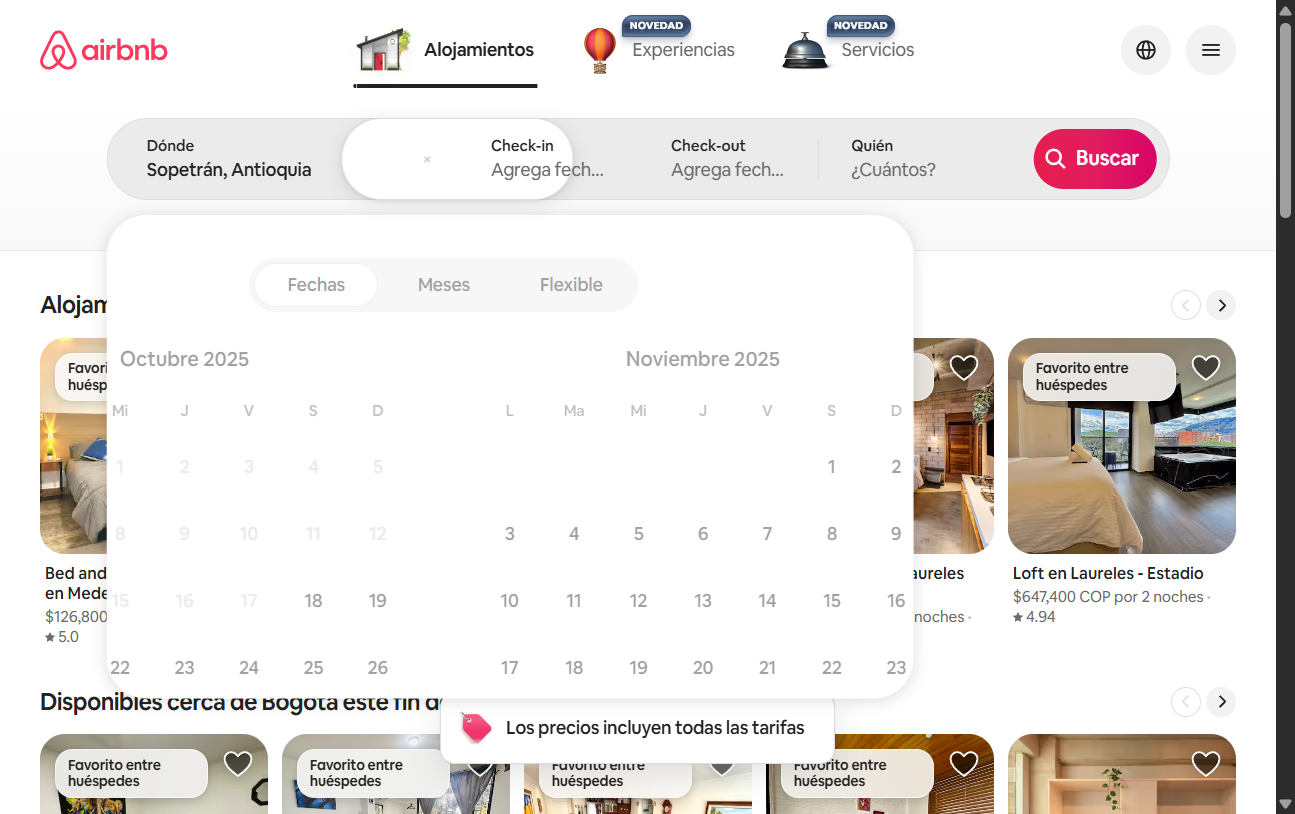 airbnb
Alojamientos
NOVEDAD
Experiencias
NOVEDAD
Servicios
Dónde
Sopetrán, Antioquia
×
Check-in
Agrega fech...
Check-out
Agrega fech...
Quién
¿Cuántos?
Buscar
Fechas
Meses
Flexible
Octubre 2025
Mi J V S D
1 2 3 4 5
8 9 10 11 12
15 16 17 18 19
22 23 24 25 26
Noviembre 2025
L Ma Mi J V S D
1 2
3 4 5 6 7 8 9
10 11 12 13 14 15 16
17 18 19 20 21 22 23
Alojam
Favori
huésp
Bed and
en Mede
$126,800
5.0
aureles
noches ·
Favorito entre
huéspedes
Loft en Laureles - Estadio
$647,400 COP por 2 noches ·
4.94
Disponibles cerca de Bogotá este fin de
Los precios incluyen todas las tarifas
Favorito entre
huéspedes
Favorito entre
huéspedes
Favorito entre
huéspedes
Favorito entre
huéspedes